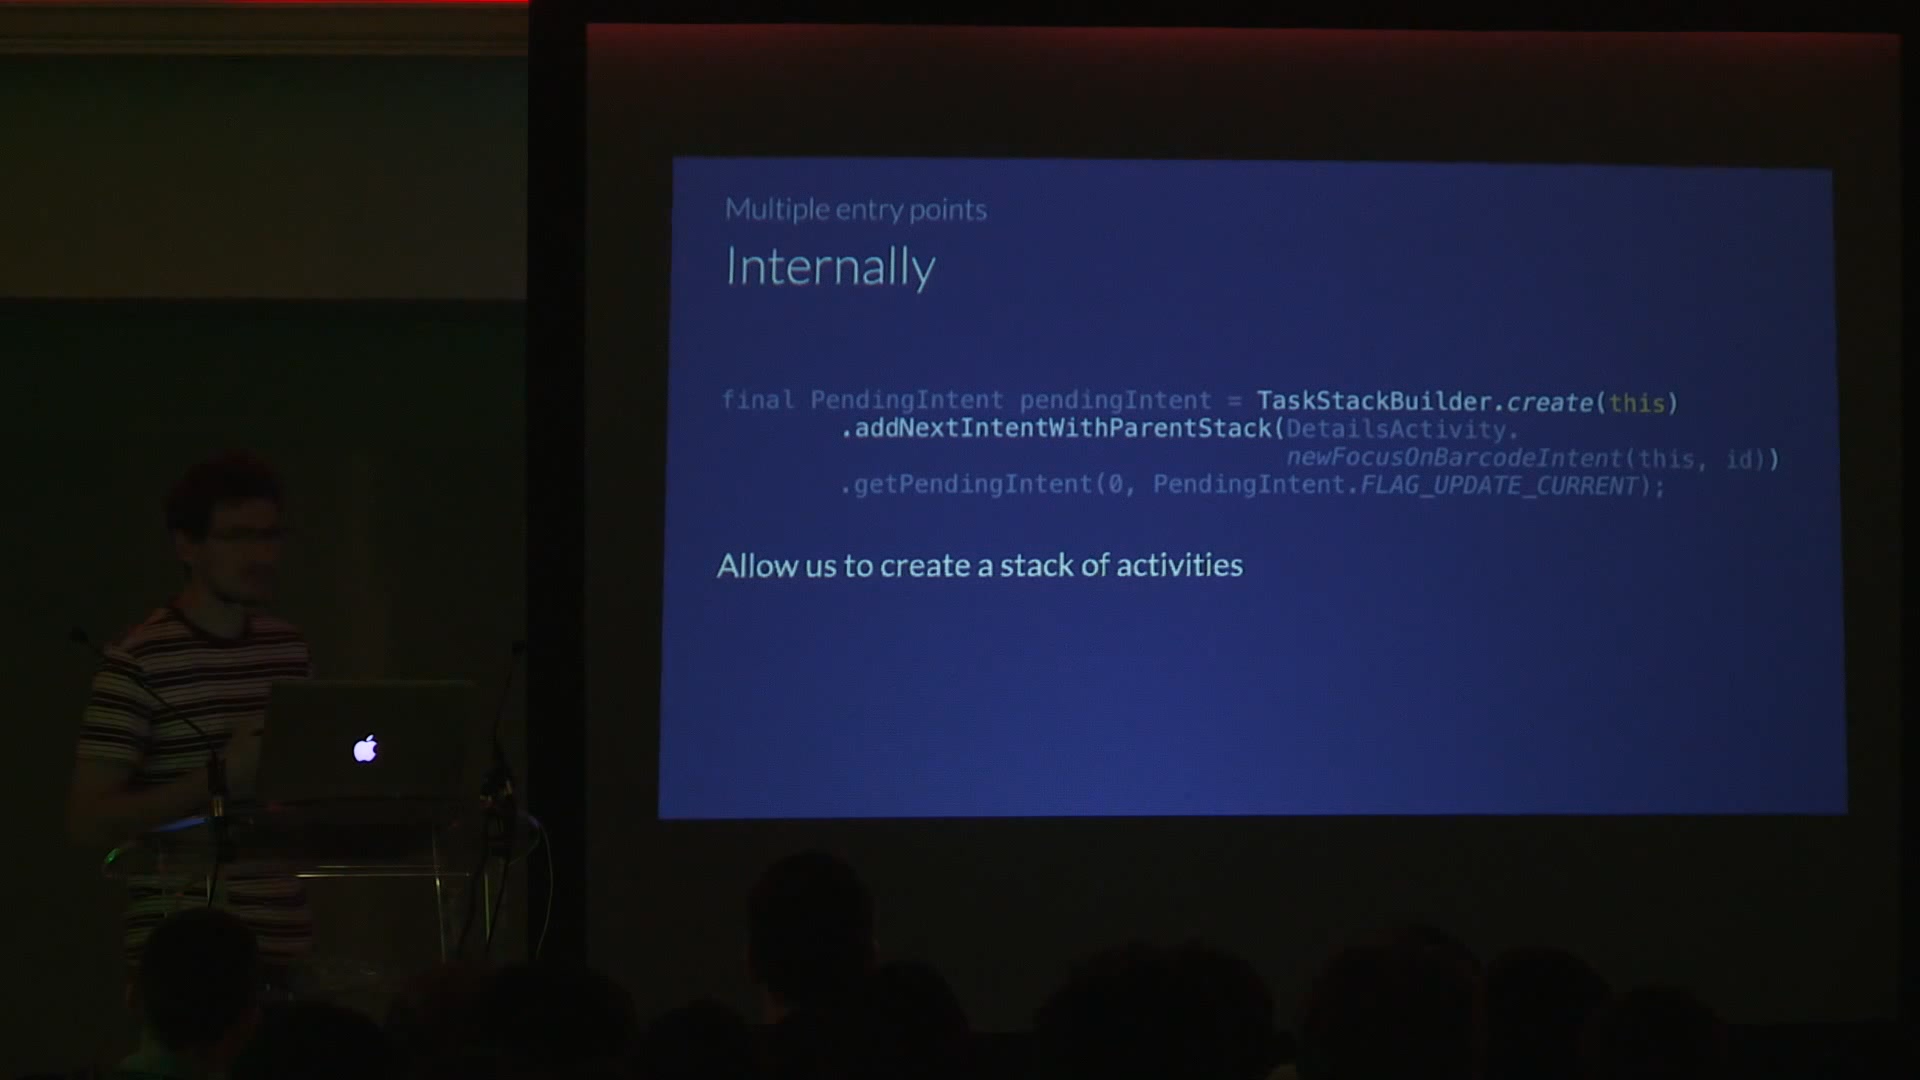 Multiple entry points
Internally
final PendingIntent pendingIntent = TaskStackBuilder.create(this)
.addNextIntentWithParentStack(DetailsActivity.
newFocusOnBarcodeIntent(this, id))
.getPendingIntent(0, PendingIntent.FLAG_UPDATE_CURRENT);
Allow us to create a stack of activities